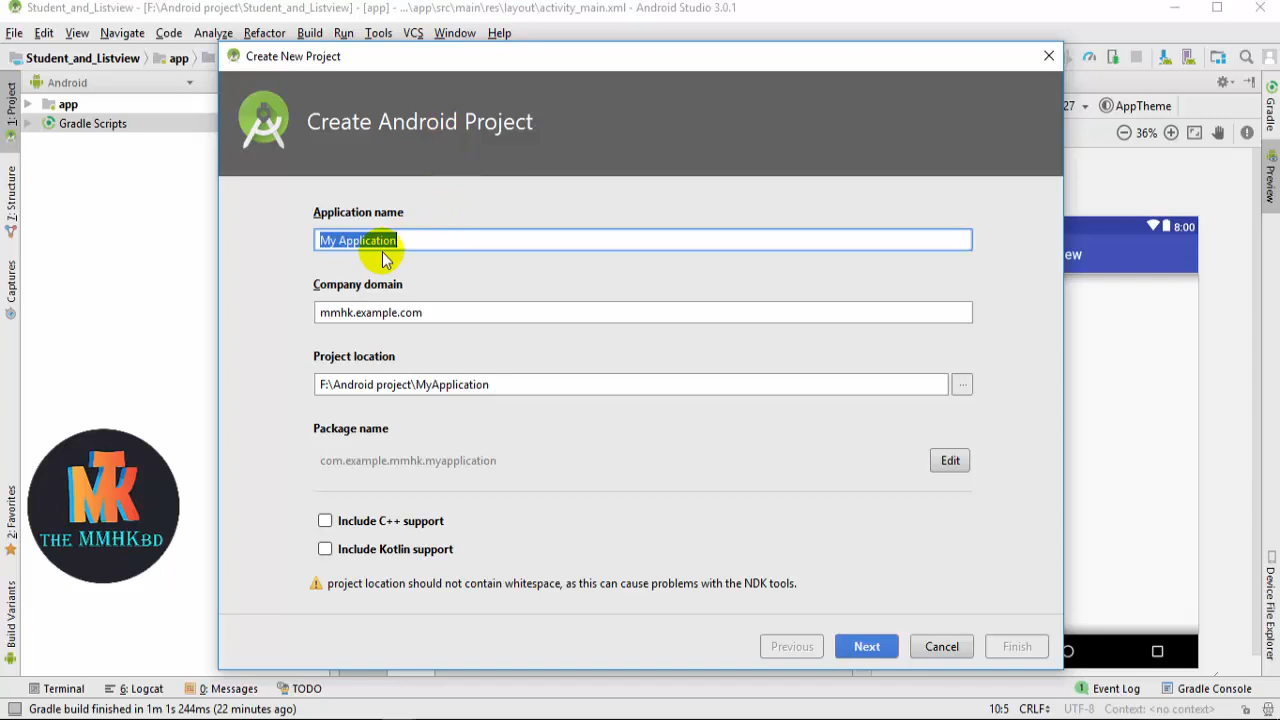 Student_and_Listview - [F:\Android project\Student_and_Listview] - [app] - ...\app\src\main\res\layout\activity_main.xml - Android Studio 3.0.1
File Edit View Navigate Code Analyze Refactor Build Run Tools VCS Window Help
Student_and_Listview app
Create New Project
1: Project
Android
app
Gradle Scripts
Create Android Project
27 AppTheme
36%
Gradle
Preview
Z: Structure
Captures
8:00
ew
Application name
My Application
Company domain
mmhk.example.com
Project location
F:\Android project\MyApplication
...
Package name
com.example.mmhk.myapplication
Edit
MTK
THE MMHKBD
Include C++ support
Include Kotlin support
project location should not contain whitespace, as this can cause problems with the NDK tools.
2: Favorites
Build Variants
Device File Explorer
Previous Next Cancel Finish
Terminal 6: Logcat 0: Messages TODO
1 Event Log Gradle Console
Gradle build finished in 1m 1s 244ms (22 minutes ago)
10:5 CRLF UTF-8 Context: <no context>